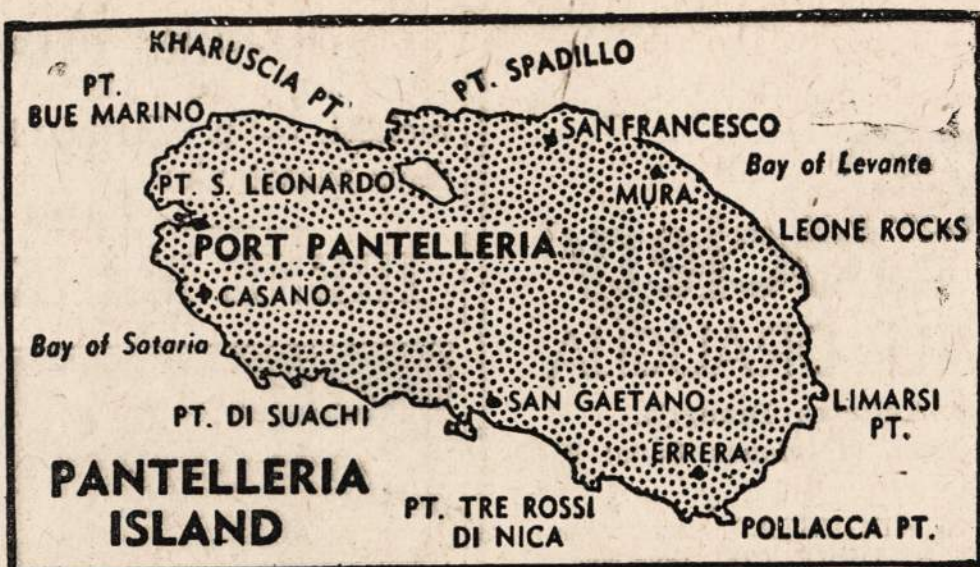 KHARUSCIA PT.
PT. SPADILLO
PT.
BUE MARINO
SAN FRANCESCO
Bay of Levante
PT. S. LEONARDO
MURA
LEONE ROCKS
PORT PANTELLERIA
CASANO
Bay of Sataria
PT. DI SUACHI
SAN GAETANO
LIMARSI
PT.
ERRERA
PANTELLERIA
ISLAND
PT. TRE ROSSI
DI NICA
POLLACCA PT.